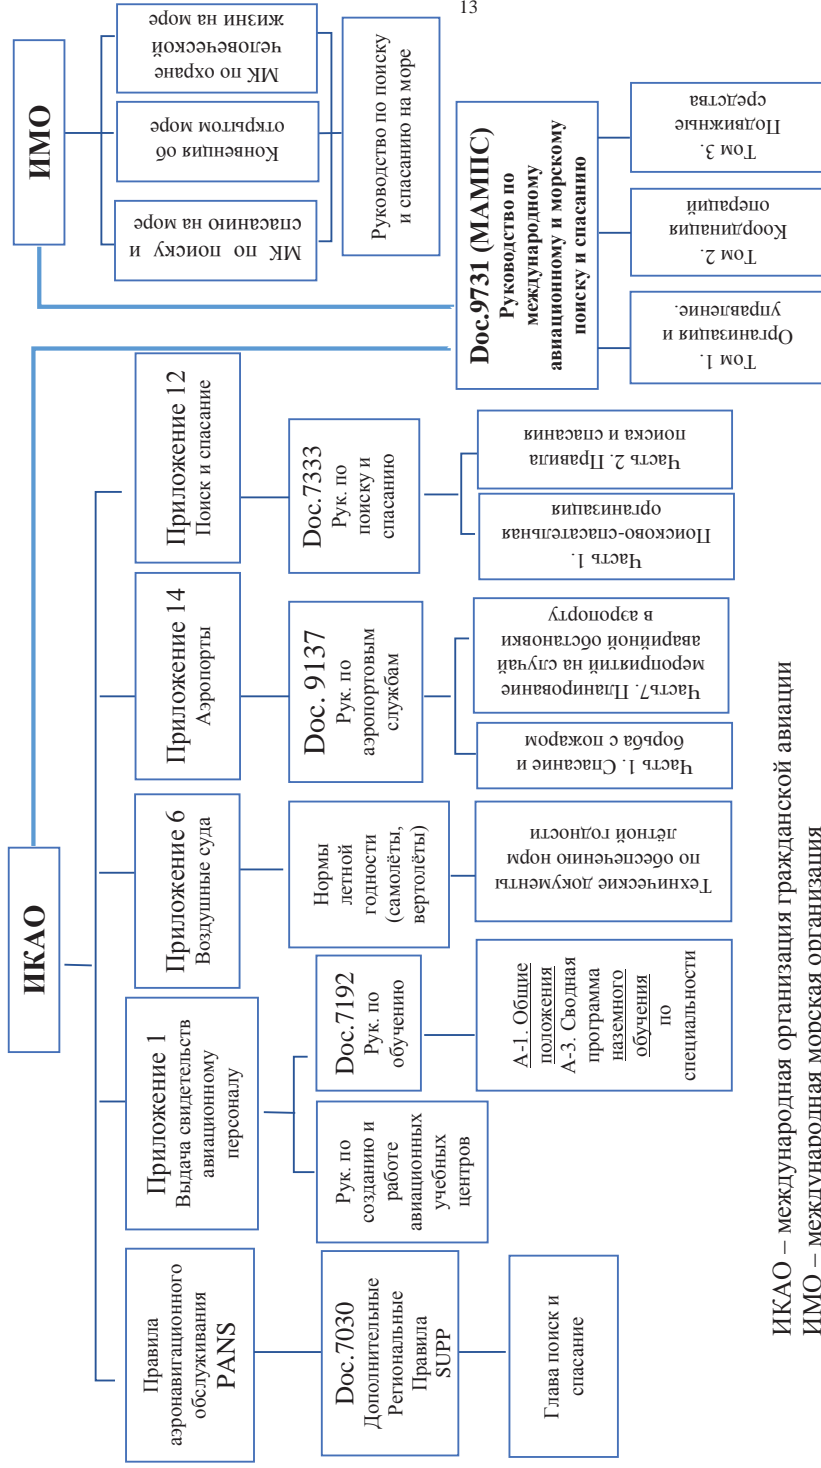 13
ИКАО
ИМО
Правила
аэронавигационного
обслуживания
PANS
Приложение 1
Выдача свидетельств
авиационному
персоналу
Приложение 6
Воздушные суда
Приложение 14
Аэропорты
Приложение 12
Поиск и спасание
МК по поиску и
спасанию на море
Конвенция об
открытом море
МК по охране
человеческой
жизни на море
Doc.7030
Дополнительные
Региональные
Правила
SUPP
Рук. по
созданию и
работе
авиационных
учебных
центров
Doc.7192
Рук. по
обучению
Нормы
летной
годности
(самолёты,
вертолёты)
Doc. 9137
Рук. по
аэропортовым
службам
Doc.7333
Рук. по
поиску и
спасанию
Руководство по поиску
и спасанию на море
Doc.9731 (МАМПС)
Руководство по
международному
авиационному и морскому
поиску и спасанию
Глава поиск и
спасание
А-1. Общие
положения
А-3. Сводная
программа
наземного
обучения
по
специальности
Технические документы
по обеспечению норм
лётной годности
Часть 1. Спасание и
борьба с пожаром
Часть7. Планирование
мероприятий на случай
аварийной обстановки
в аэропорту
Часть 1.
Поисково-спасательная
организация
Часть 2. Правила
поиска и спасания
Том 1.
Организация и
управление.
Том 2.
Координация
операций
Том 3.
Подвижные
средства
ИКАО – международная организация гражданской авиации
ИМО – международная морская организация